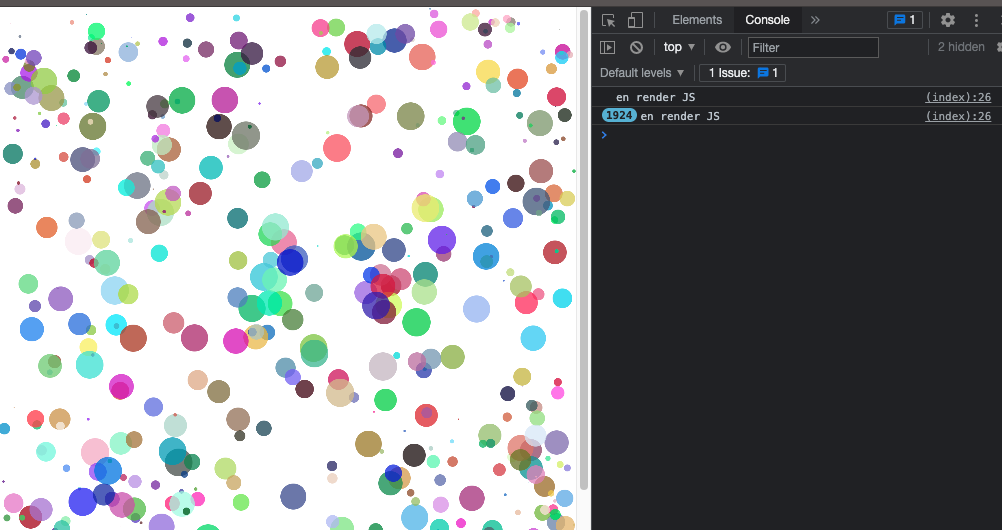 Elements Console » 1
top ▼ Filter 2 hidden
Default levels ▼ 1 Issue: 1
en render JS (index):26
1924 en render JS (index):26
›